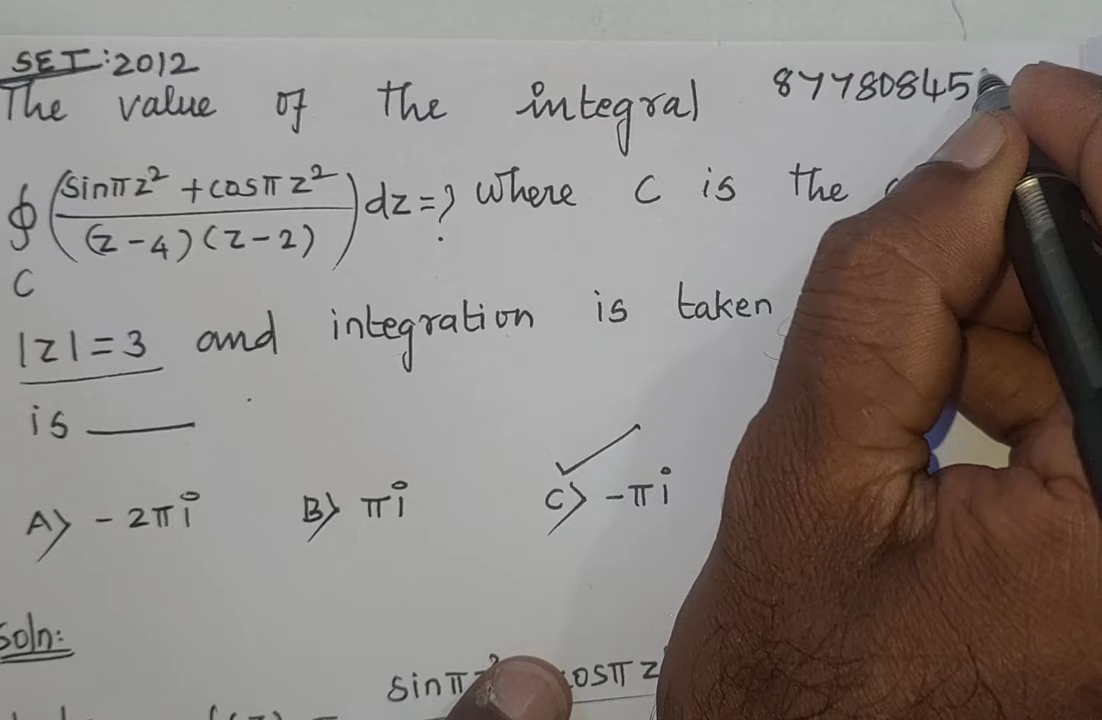 SET:2012
The value of the integral 87780845
∮ (sinπz² + cosπz² / (z-4)(z-2)) dz = ? where C is the
C
|z| = 3 and integration is taken
is ___
A) -2πi B) πi C) -πi
Soln:
sinπz² cosπz